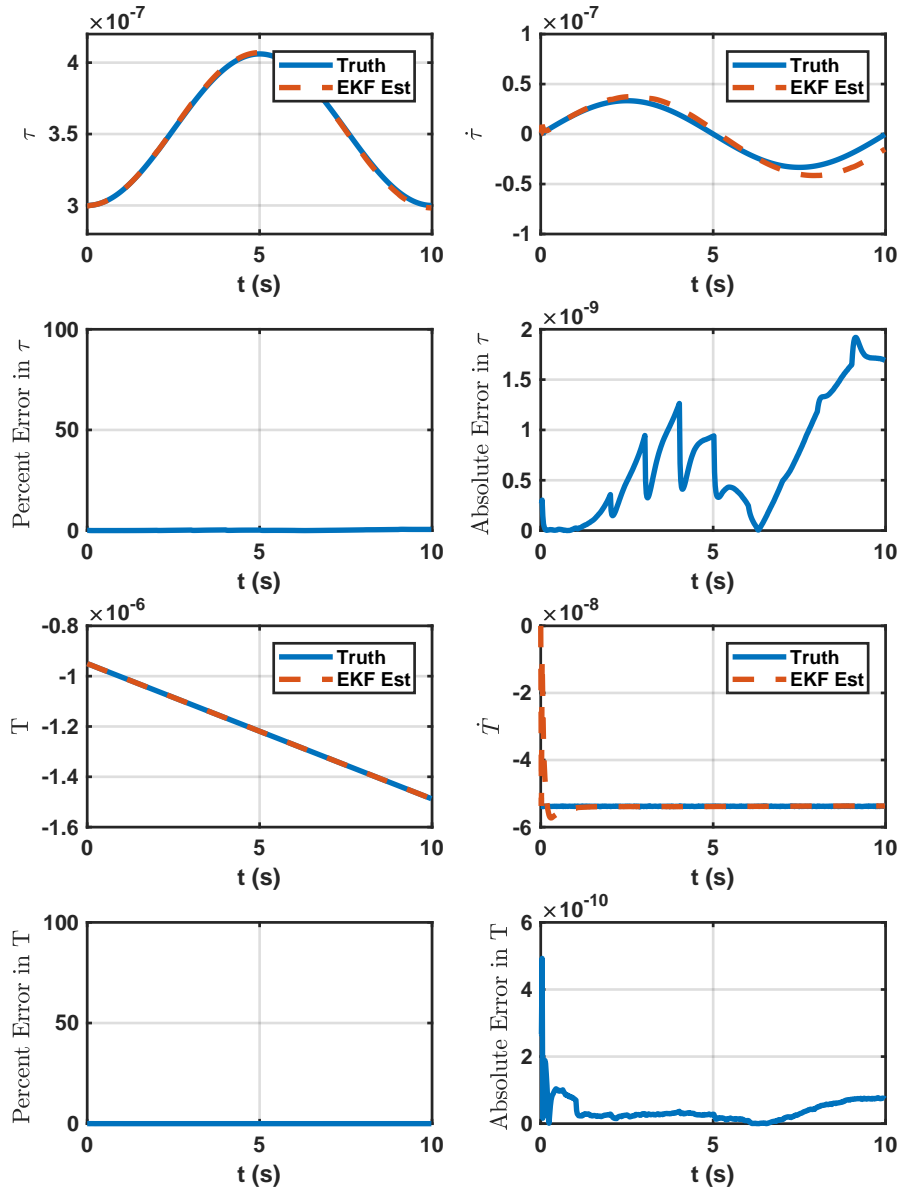 ×10⁻⁷
4
3.5
3
τ
0
5
10
t (s)
Truth
EKF Est
×10⁻⁷
1
0.5
0
-0.5
-1
τ̇
0
5
10
t (s)
Truth
EKF Est
100
50
0
Percent Error in τ
0
5
10
t (s)
×10⁻⁹
2
1.5
1
0.5
0
Absolute Error in τ
0
5
10
t (s)
×10⁻⁶
-0.8
-1
-1.2
-1.4
-1.6
T
0
5
10
t (s)
Truth
EKF Est
×10⁻⁸
0
-2
-4
-6
Ṫ
0
5
10
t (s)
Truth
EKF Est
100
50
0
Percent Error in T
0
5
10
t (s)
×10⁻¹⁰
6
4
2
0
Absolute Error in T
0
5
10
t (s)